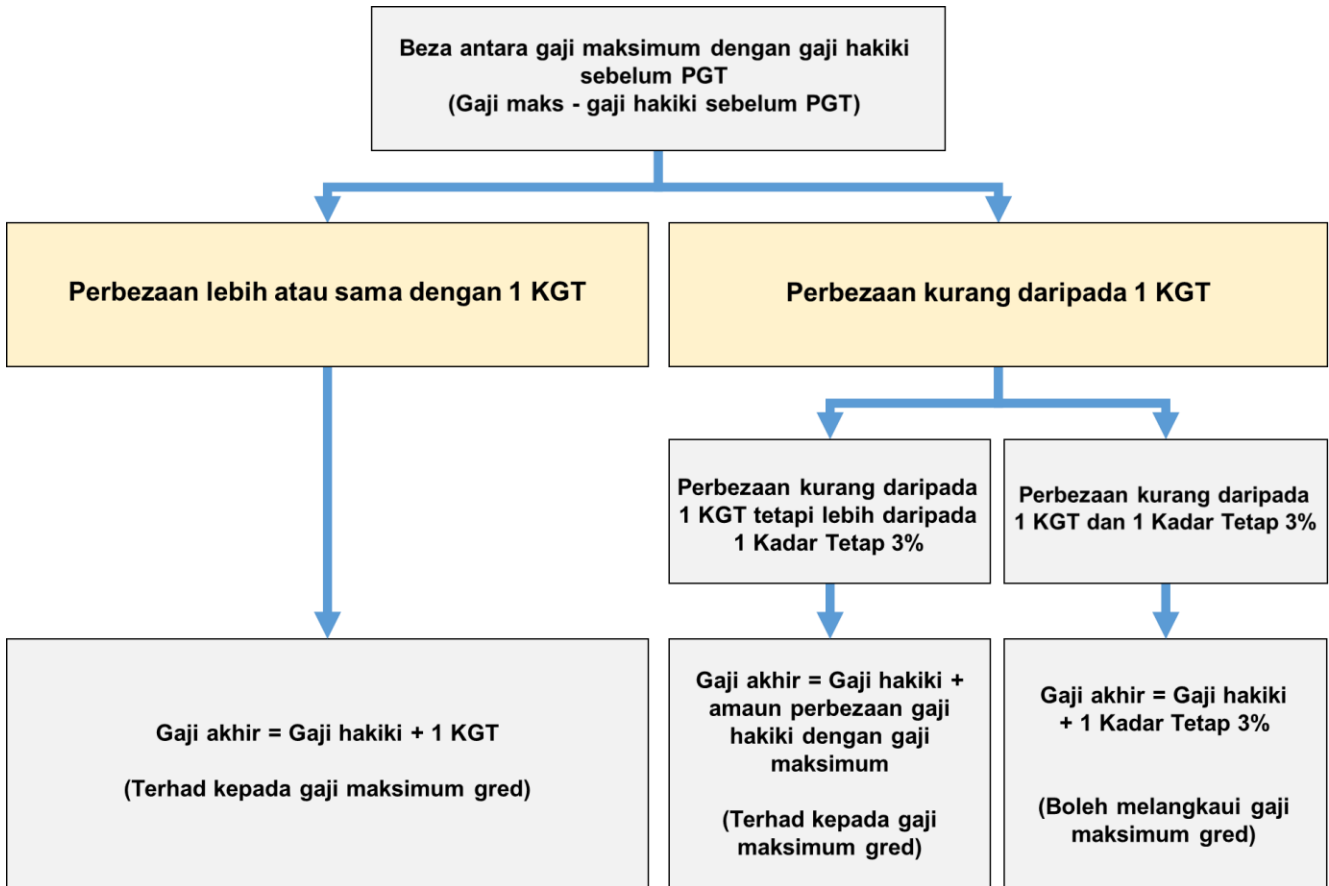 Beza antara gaji maksimum dengan gaji hakiki
sebelum PGT
(Gaji maks - gaji hakiki sebelum PGT)
Perbezaan lebih atau sama dengan 1 KGT
Perbezaan kurang daripada 1 KGT
Perbezaan kurang daripada
1 KGT tetapi lebih daripada
1 Kadar Tetap 3%
Perbezaan kurang daripada
1 KGT dan 1 Kadar Tetap 3%
Gaji akhir = Gaji hakiki + 1 KGT
(Terhad kepada gaji maksimum gred)
Gaji akhir = Gaji hakiki +
amaun perbezaan gaji
hakiki dengan gaji
maksimum
(Terhad kepada gaji
maksimum gred)
Gaji akhir = Gaji hakiki
+ 1 Kadar Tetap 3%
(Boleh melangkaui gaji
maksimum gred)